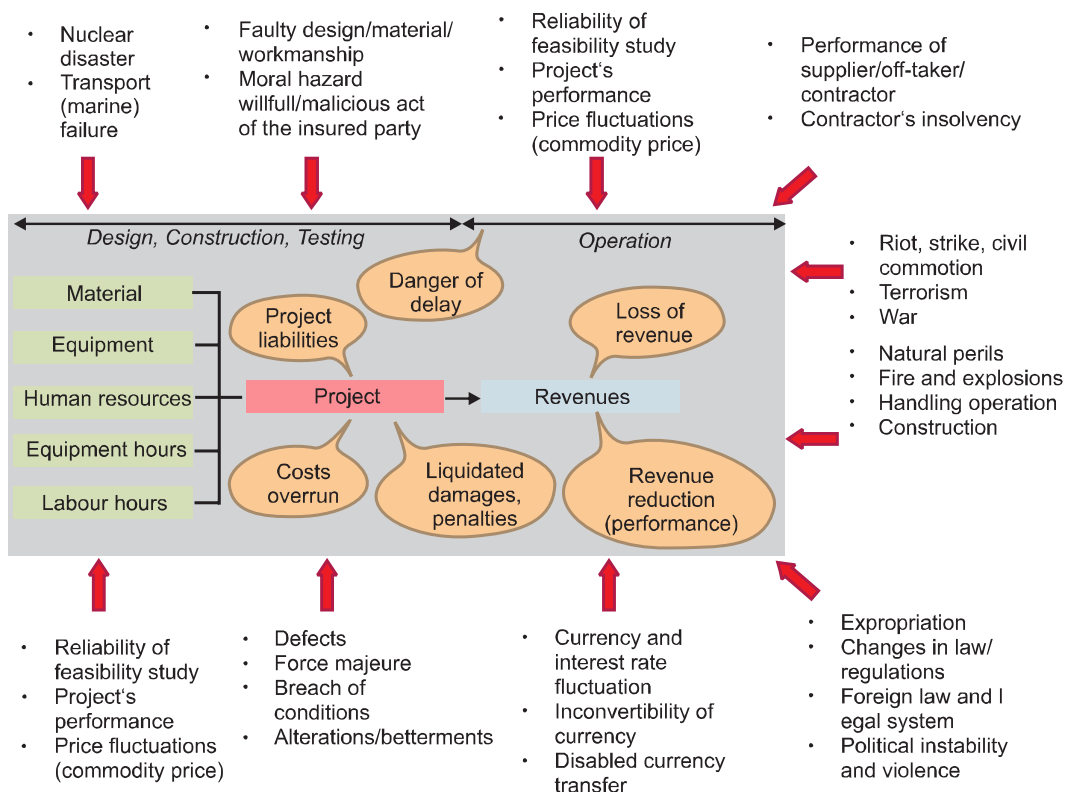 • Nuclear
disaster
• Transport
(marine)
failure
• Faulty design/material/
workmanship
• Moral hazard
willfull/malicious act
of the insured party
• Reliability of
feasibility study
• Project‘s
performance
• Price fluctuations
(commodity price)
• Performance of
supplier/off-taker/
contractor
• Contractor‘s insolvency
Design, Construction, Testing
Operation
Material
Equipment
Human resources
Equipment hours
Labour hours
Project
liabilities
Danger of
delay
Loss of
revenue
Project
Revenues
Costs
overrun
Liquidated
damages,
penalties
Revenue
reduction
(performance)
• Riot, strike, civil
commotion
• Terrorism
• War
• Natural perils
• Fire and explosions
• Handling operation
• Construction
• Reliability of
feasibility study
• Project‘s
performance
• Price fluctuations
(commodity price)
• Defects
• Force majeure
• Breach of
conditions
• Alterations/betterments
• Currency and
interest rate
fluctuation
• Inconvertibility of
currency
• Disabled currency
transfer
• Expropriation
• Changes in law/
regulations
• Foreign law and l
egal system
• Political instability
and violence